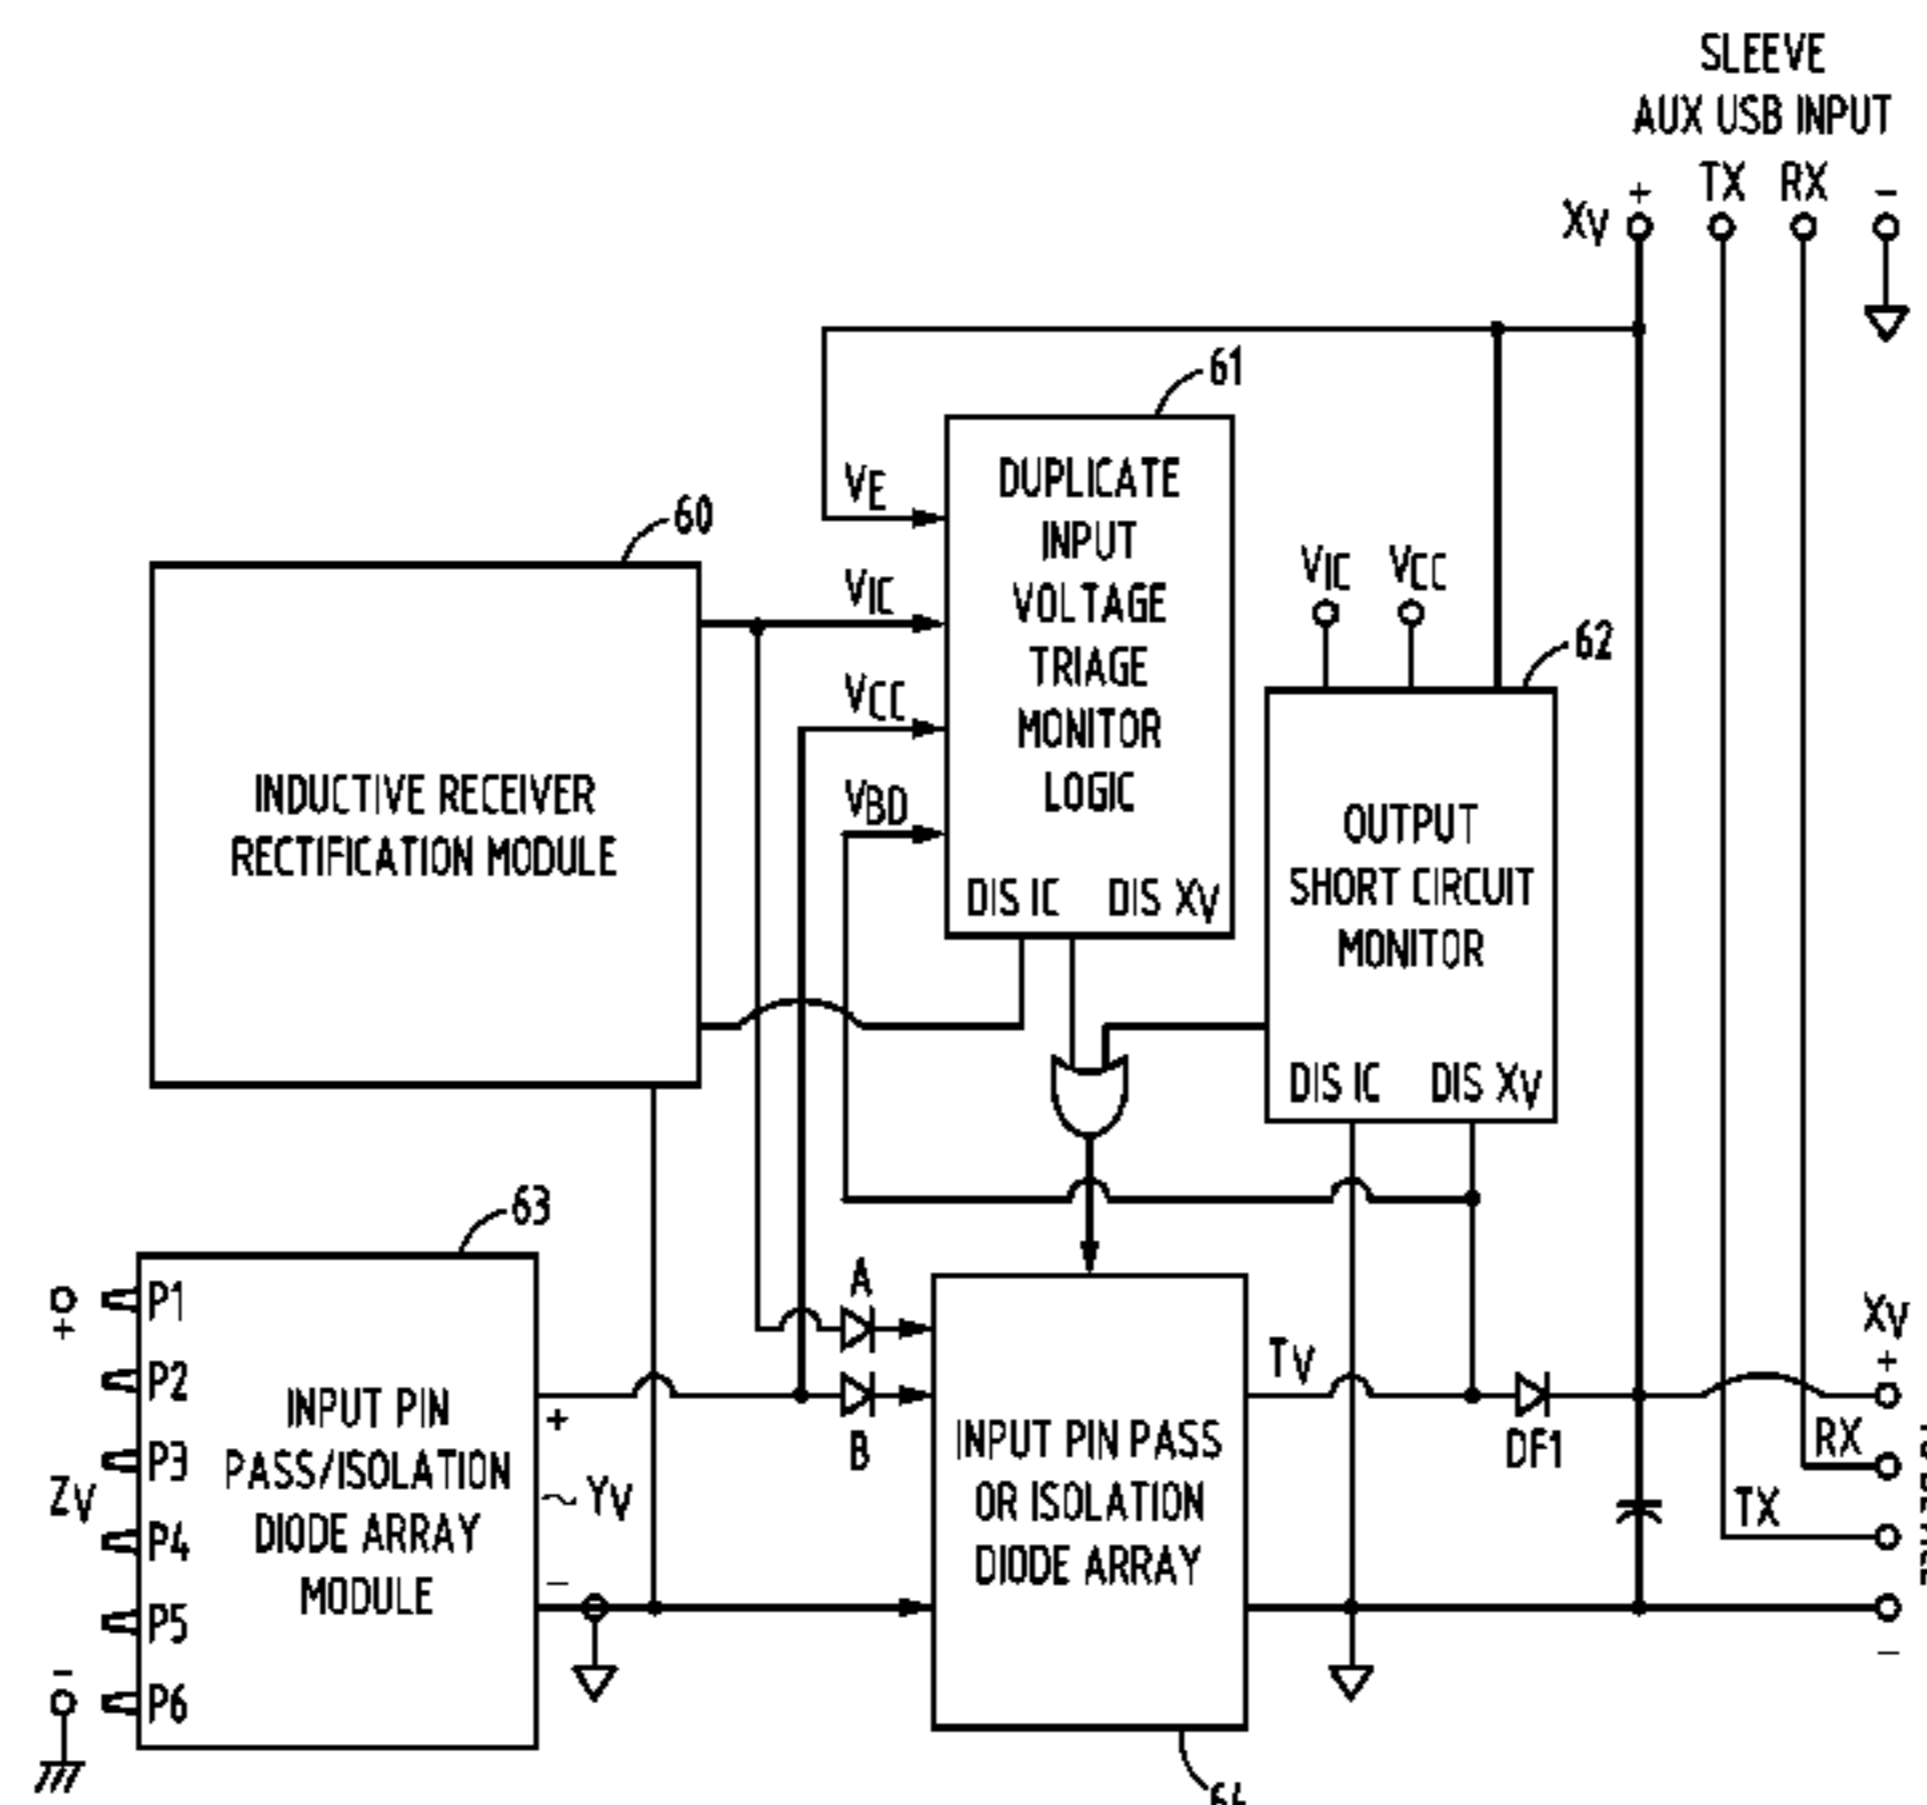 SLEEVE
AUX USB INPUT
+ TX RX −
XV
61
VE
DUPLICATE
INPUT
VOLTAGE
TRIAGE
MONITOR
LOGIC
DIS IC DIS XV
60
VIC
VCC
VBD
INDUCTIVE RECEIVER
RECTIFICATION MODULE
VIC VCC
62
OUTPUT
SHORT CIRCUIT
MONITOR
DIS IC DIS XV
63
+
P1
P2
P3
P4
P5
P6
ZV
−
INPUT PIN
PASS/ISOLATION
DIODE ARRAY
MODULE
+
~ YV
−
A
B
INPUT PIN PASS
OR ISOLATION
DIODE ARRAY
TV
DF1
XV
+
RX
TX
−